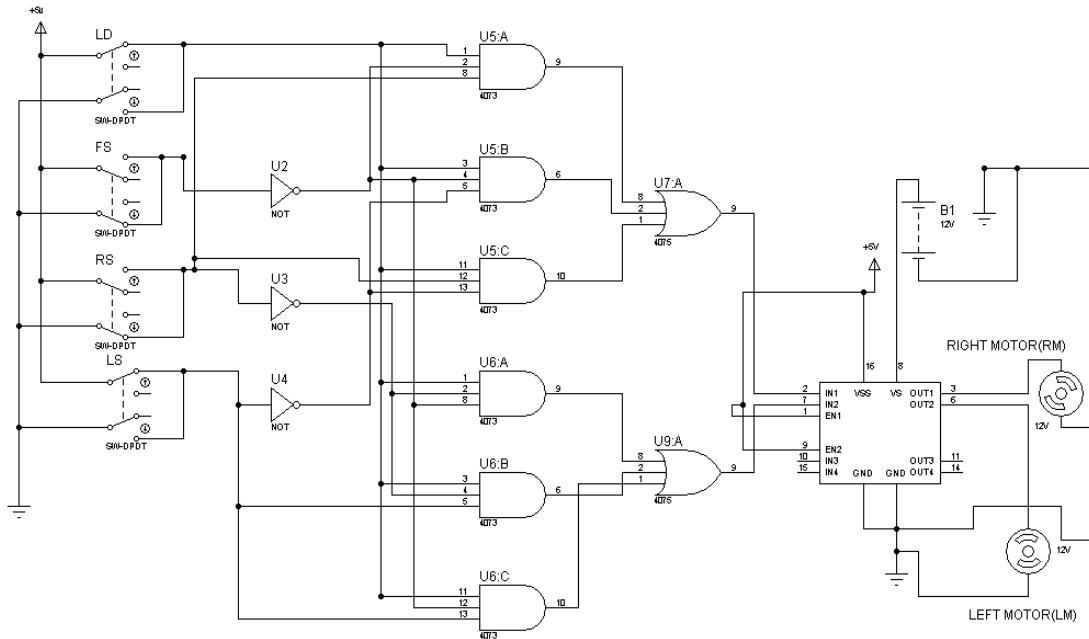 +5v
LD
SW-DPDT
FS
SW-DPDT
RS
SW-DPDT
LS
SW-DPDT
U2
NOT
U3
NOT
U4
NOT
U5:A
1
2
8
9
4073
U5:B
3
4
5
6
4073
U5:C
11
12
13
10
4073
U6:A
1
2
8
9
4073
U6:B
3
4
5
6
4073
U6:C
11
12
13
10
4073
U7:A
8
2
1
9
4075
U9:A
8
2
1
9
4075
+5V
B1
12V
16
8
2 IN1 VSS VS OUT1 3
7 IN2 OUT2 6
1 EN1
9 EN2
10 IN3 OUT3 11
15 IN4 GND GND OUT4 14
RIGHT MOTOR(RM)
12V
12V
LEFT MOTOR(LM)